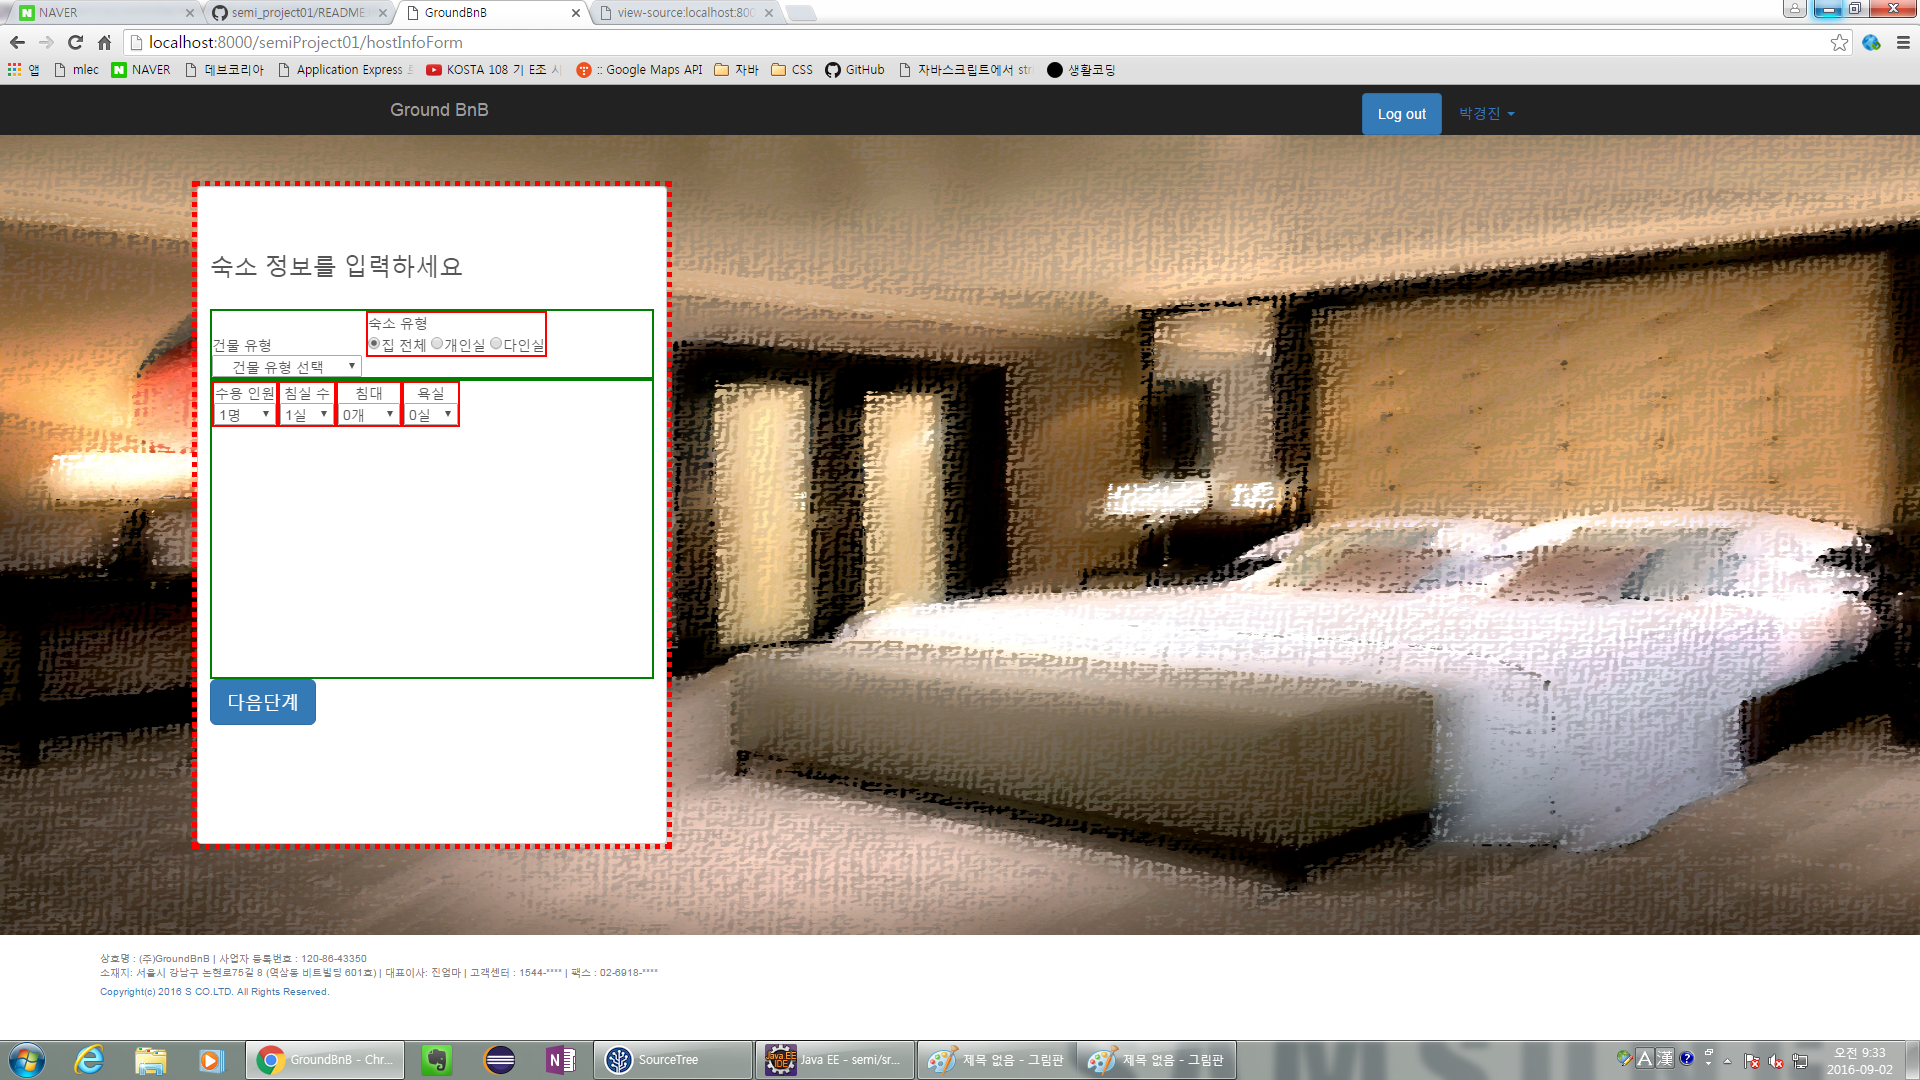 NAVER
semi_project01/README.
GroundBnB
view-source:localhost:800
localhost:8000/semiProject01/hostInfoForm
앱
mlec
NAVER
데브코리아
Application Express
KOSTA 108 기 E조 시
:: Google Maps API
자바
CSS
GitHub
자바스크립트에서 stri
생활코딩
Ground BnB
Log out
박경진
숙소 정보를 입력하세요
숙소 유형
건물 유형
집 전체 개인실 다인실
건물 유형 선택
수용 인원 침실 수 침대 욕실
1명 1실 0개 0실
다음단계
상호명 : (주)GroundBnB | 사업자 등록번호 : 120-86-43350
소재지: 서울시 강남구 논현로75길 8 (역삼동 비트빌딩 601호) | 대표이사: 진엄마 | 고객센터 : 1544-**** | 팩스 : 02-6918-****
Copyright(c) 2016 S CO.LTD. All Rights Reserved.
GroundBnB - Chr...
SourceTree
Java EE - semi/sr...
제목 없음 - 그림판
제목 없음 - 그림판
A 漢
오전 9:33
2016-09-02